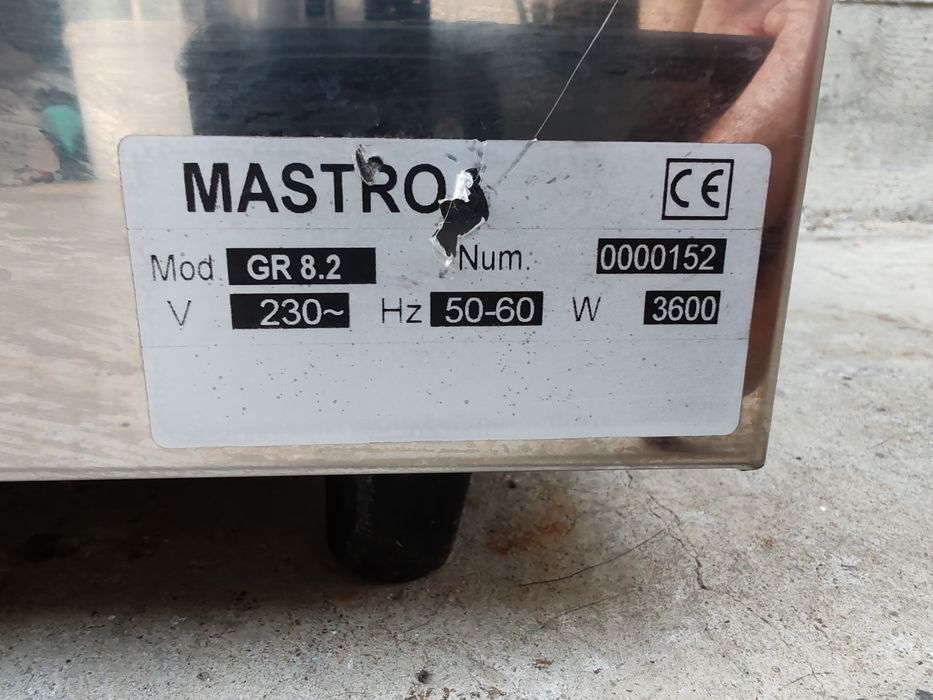 MASTRO
CE
Mod GR 8.2 Num. 0000152
V 230~ Hz 50-60 W 3600